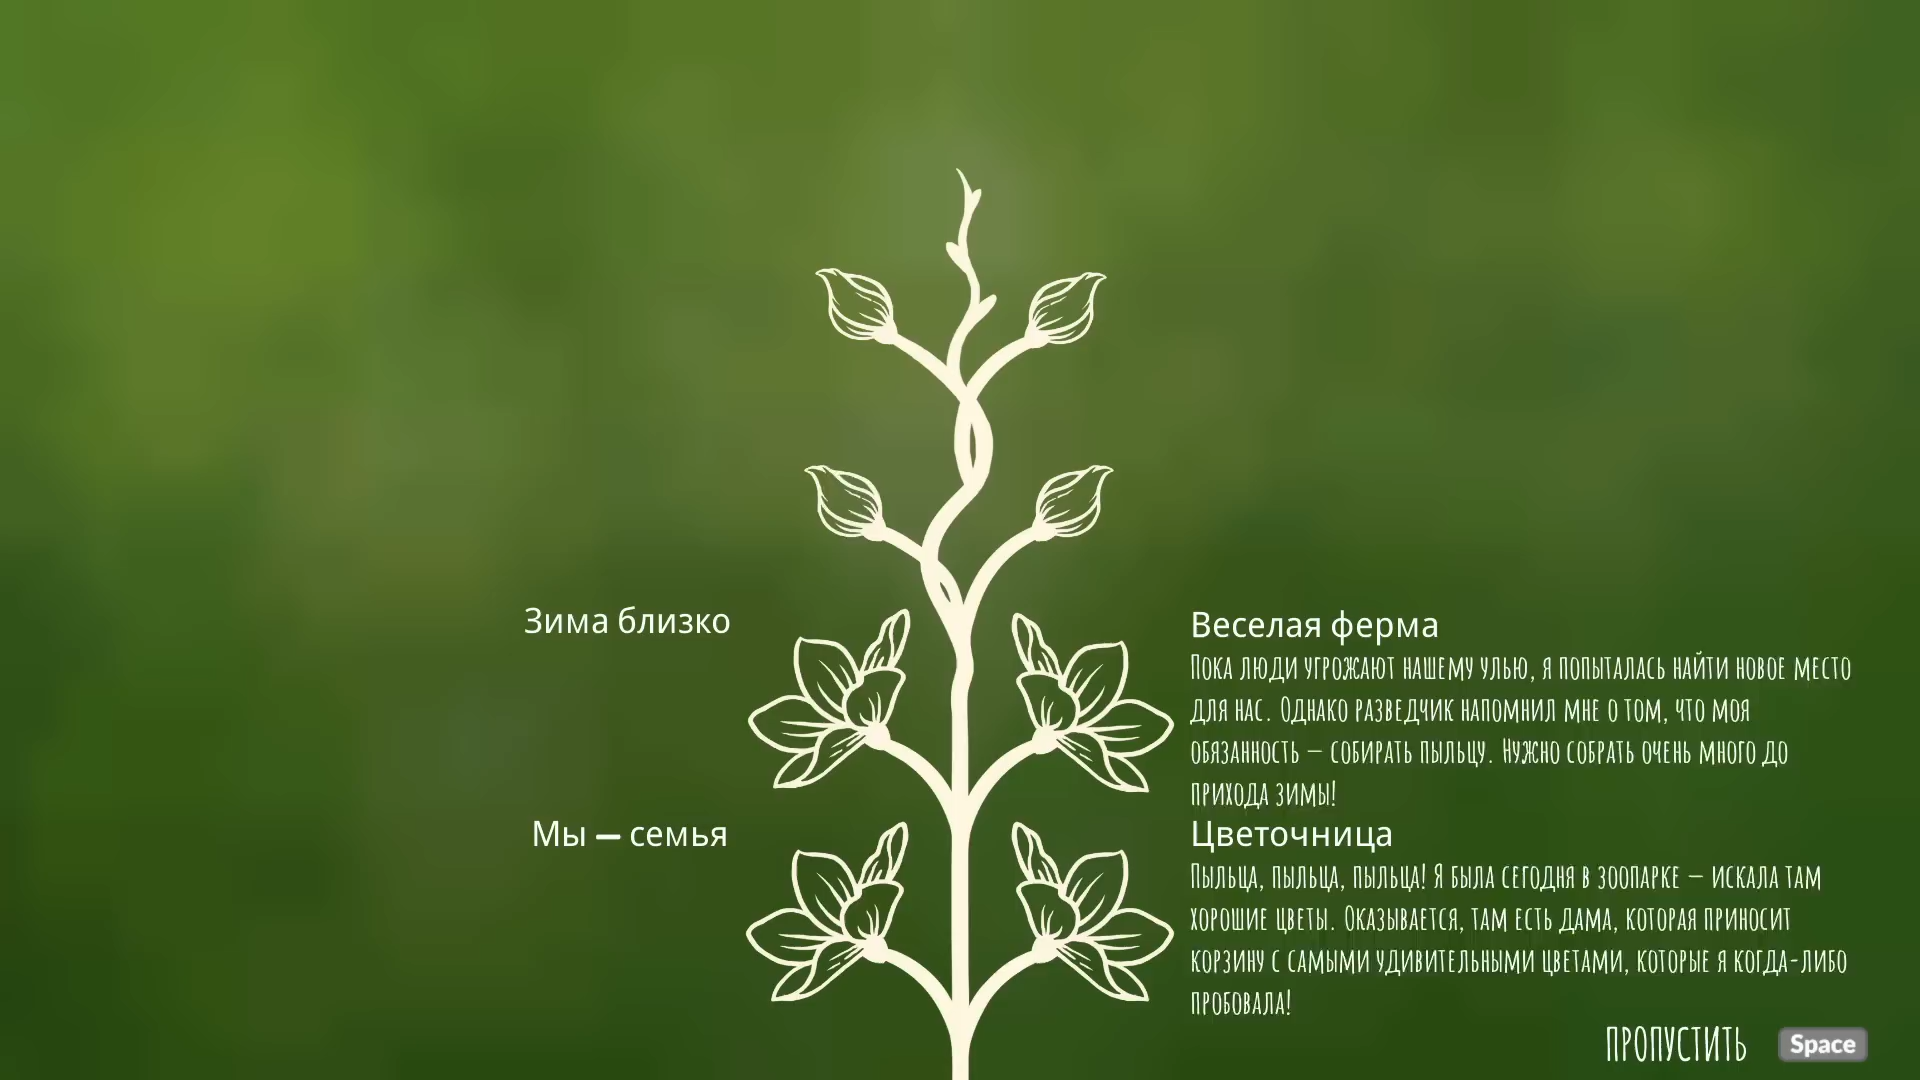 Зима близко
Веселая ферма
Пока люди угрожают нашему улью, я попыталась найти новое место
для нас. Однако разведчик напомнил мне о том, что моя
обязанность — собирать пыльцу. Нужно собрать очень много до
прихода зимы!
Мы — семья
Цветочница
Пыльца, пыльца, пыльца! Я была сегодня в зоопарке — искала там
хорошие цветы. Оказывается, там есть дама, которая приносит
корзину с самыми удивительными цветами, которые я когда-либо
пробовала!
ПРОПУСТИТЬ Space